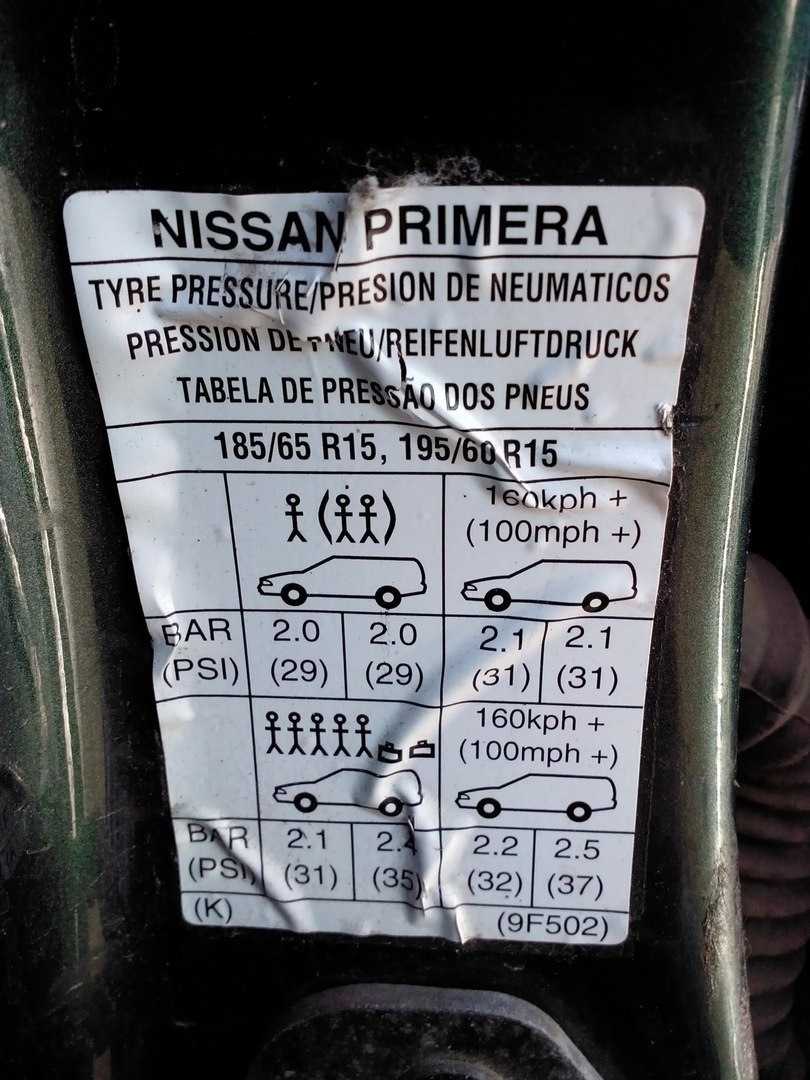 NISSAN PRIMERA
TYRE PRESSURE/PRESION DE NEUMATICOS
PRESSION DE PNEU/REIFENLUFTDRUCK
TABELA DE PRESSÃO DOS PNEUS
185/65 R15, 195/60 R15
160kph +
(100mph +)
BAR 2.0 2.0 2.1 2.1
(PSI) (29) (29) (31) (31)
160kph +
(100mph +)
BAR 2.1 2.4 2.2 2.5
(PSI) (31) (35) (32) (37)
(K) (9F502)